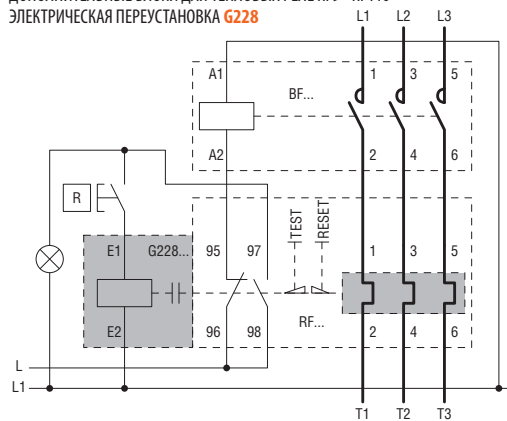 ЭЛЕКТРИЧЕСКАЯ ПЕРЕУСТАНОВКА G228
L1 L2 L3
A1 1 3 5
BF...
A2 2 4 6
R
TEST RESET
E1 G228... 95 97 1 3 5
E2 96 98 RF... 2 4 6
L
L1
T1 T2 T3